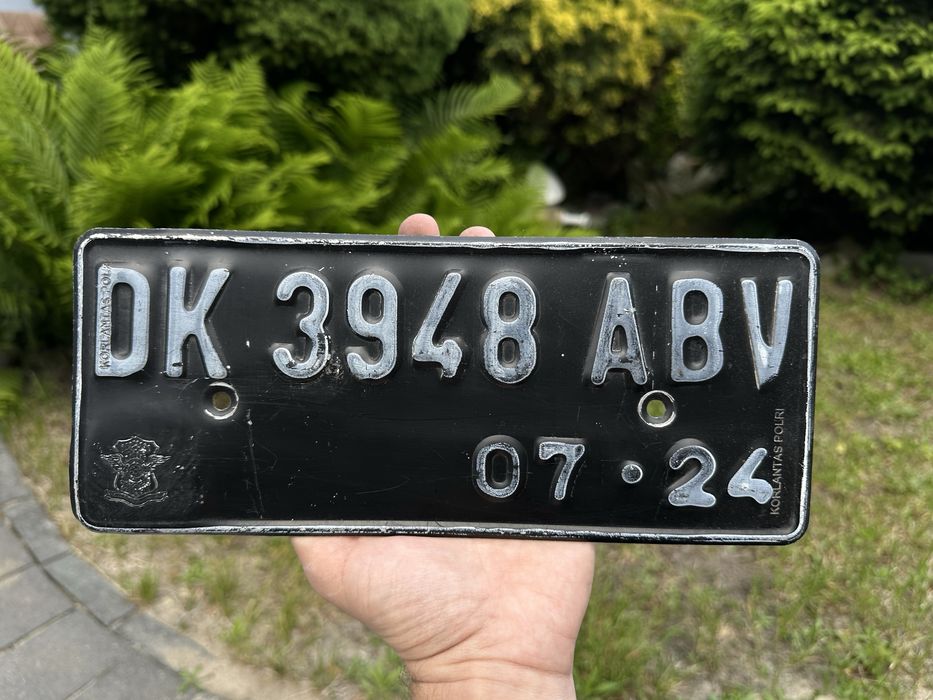 DK 3948 ABV
07·24
KORLANTAS POLRI
KORLANTAS POLRI